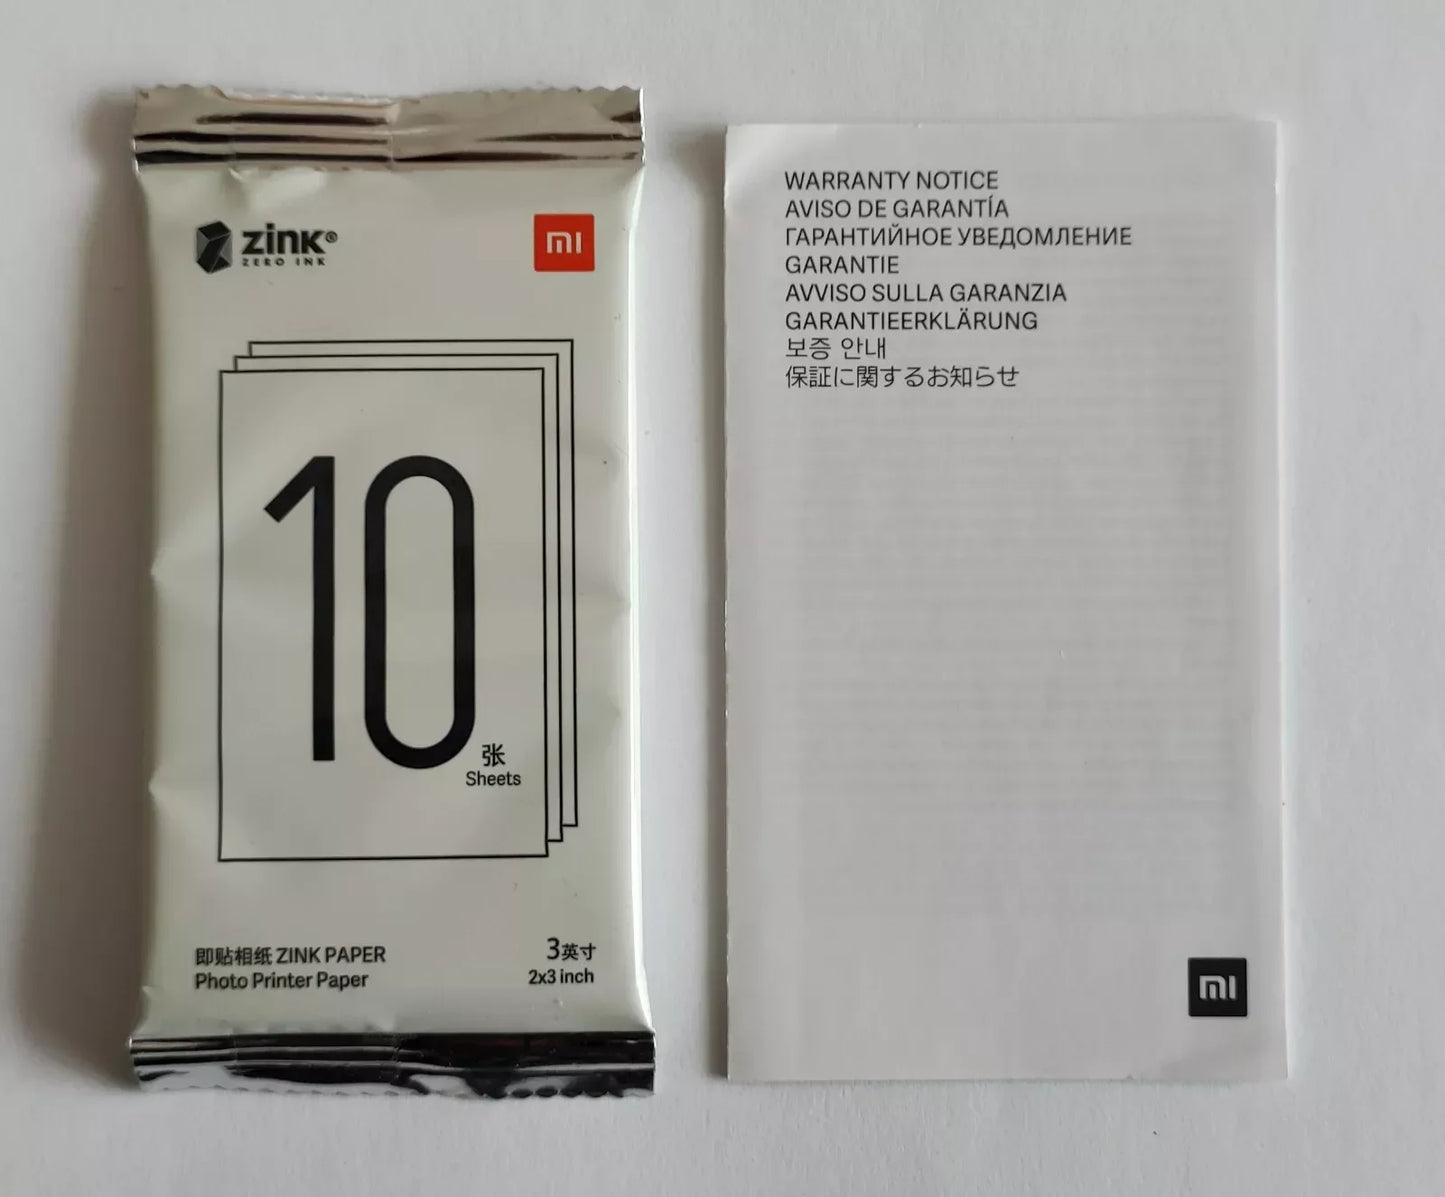 zink®
ZERO INK
mi
10
张
Sheets
即贴相纸 ZINK PAPER
Photo Printer Paper
3英寸
2x3 inch
WARRANTY NOTICE
AVISO DE GARANTÍA
ГАРАНТИЙНОЕ УВЕДОМЛЕНИЕ
GARANTIE
AVVISO SULLA GARANZIA
GARANTIEERKLÄRUNG
보증 안내
保証に関するお知らせ
mi